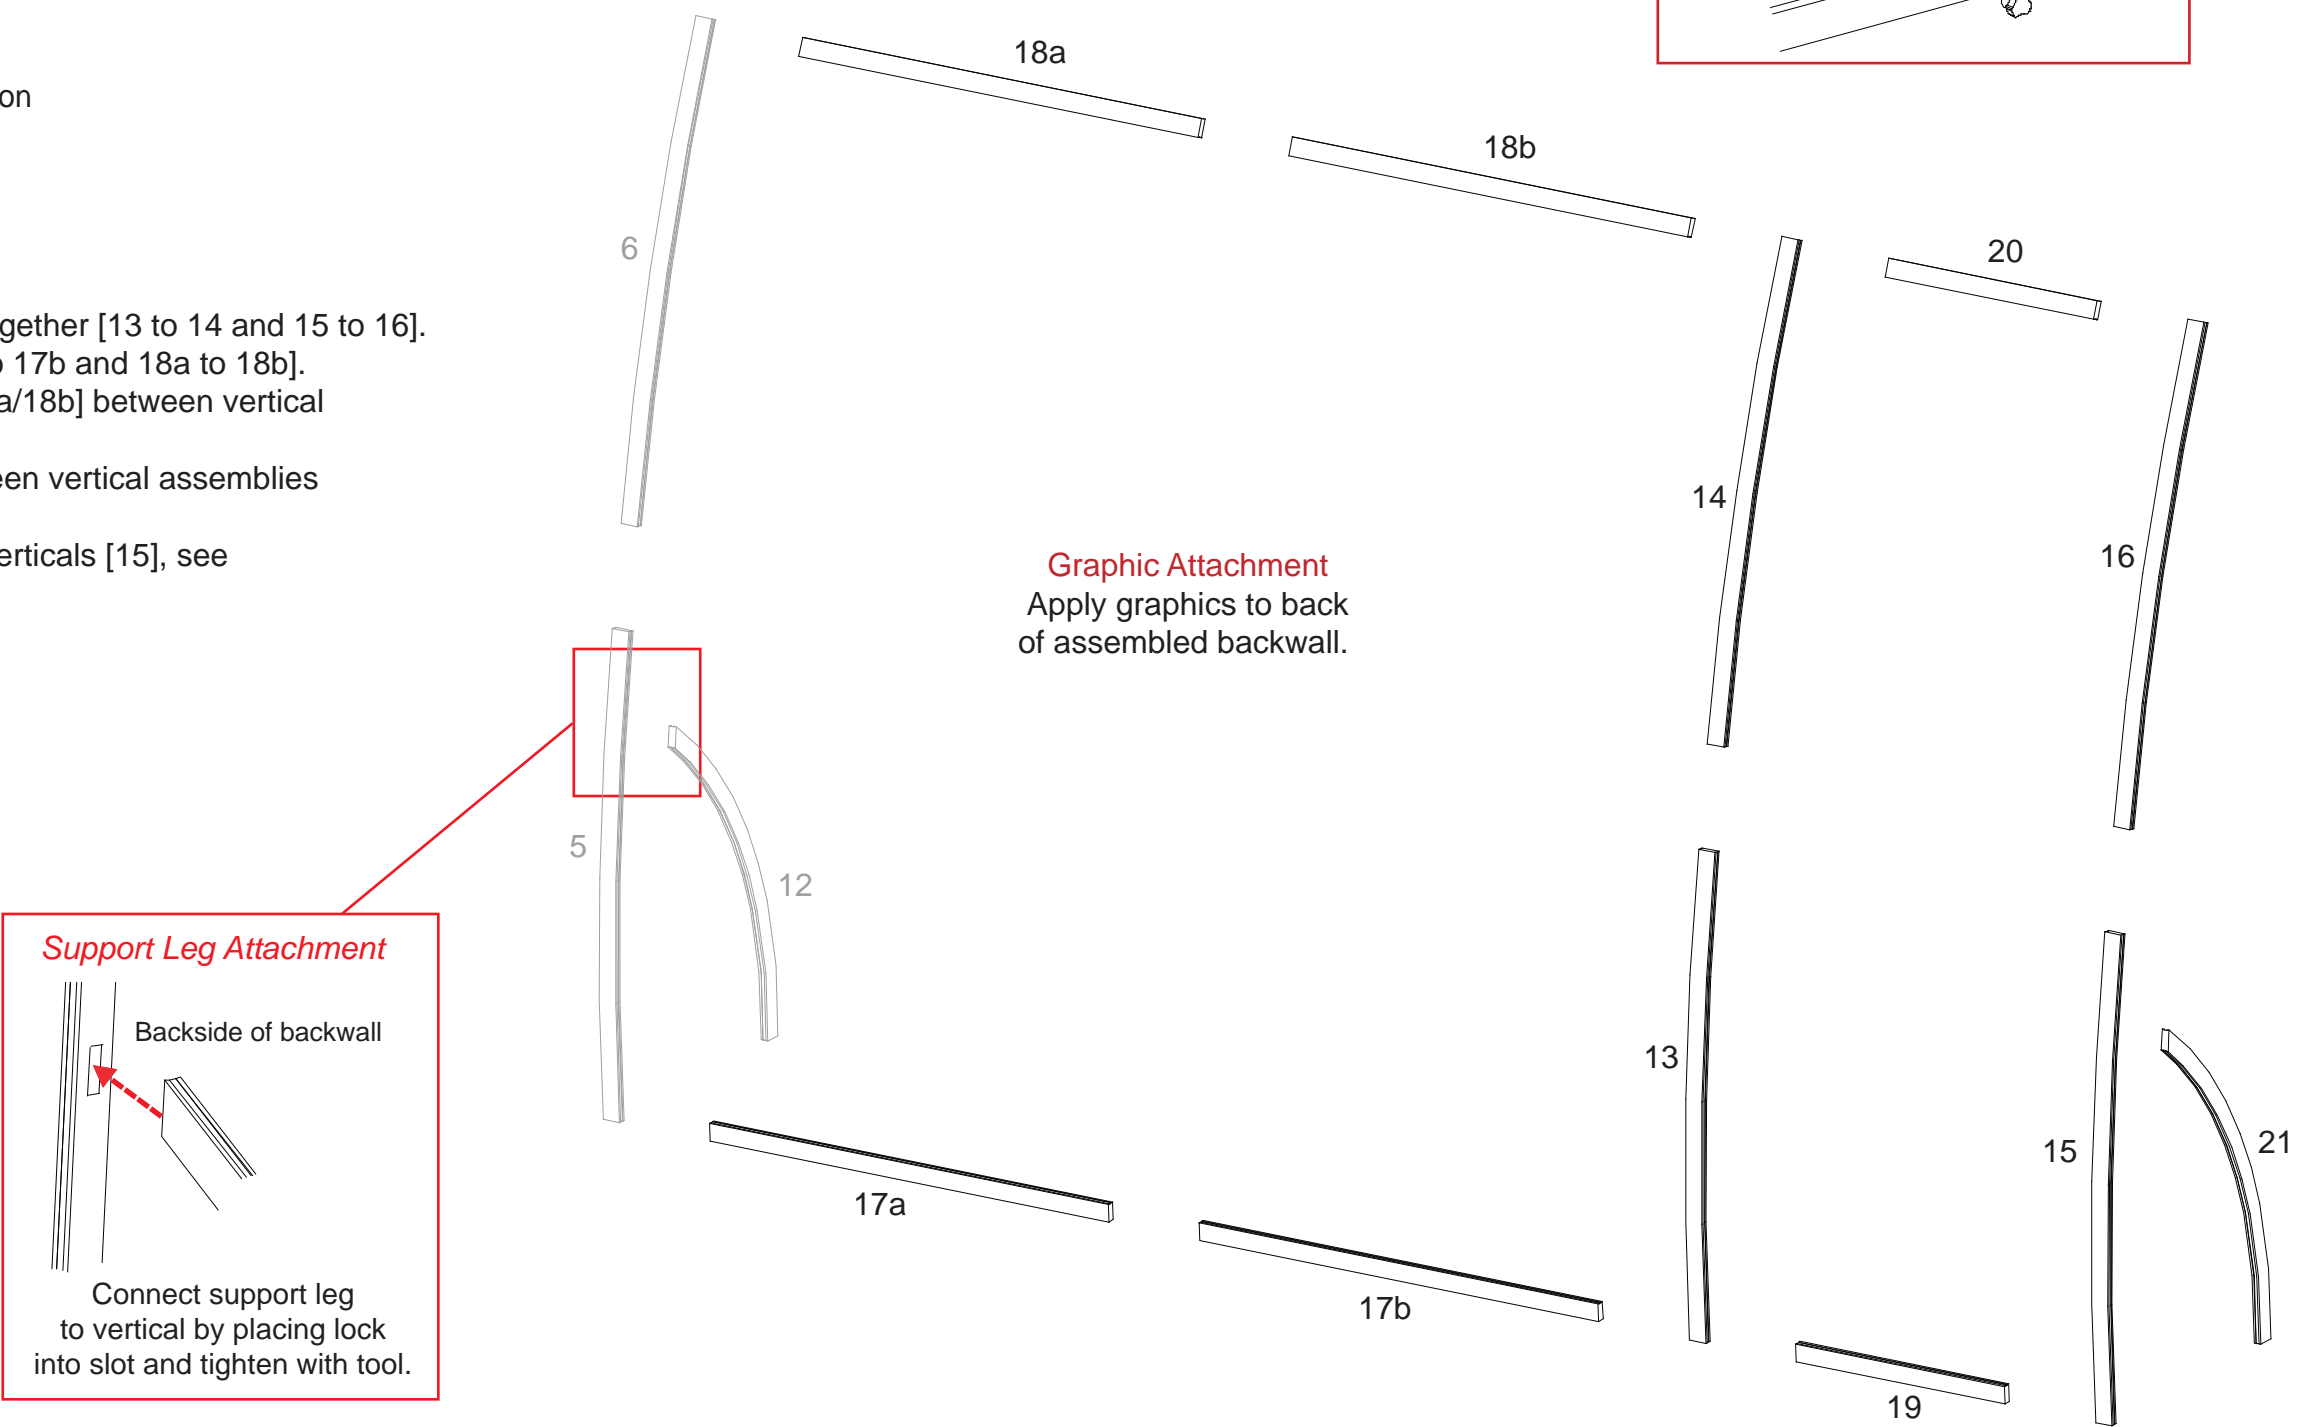 on
gether [13 to 14 and 15 to 16].
17b and 18a to 18b].
a/18b] between vertical
een vertical assemblies
erticals [15], see
18a
18b
20
6
14
16
Graphic Attachment
Apply graphics to back
of assembled backwall.
5
12
13
15
21
17a
17b
19
Support Leg Attachment
Backside of backwall
Connect support leg
to vertical by placing lock
into slot and tighten with tool.